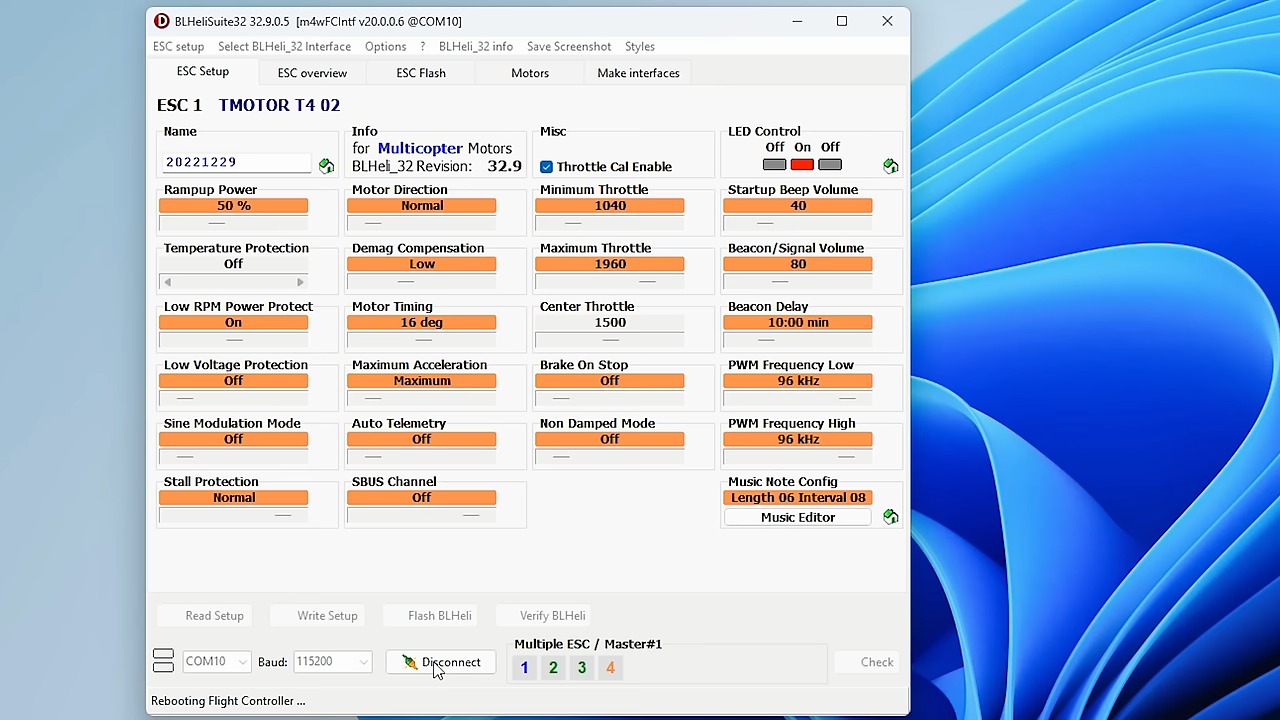 BLHeliSuite32 32.9.0.5 [m4wFCIntf v20.0.0.6 @COM10]
ESC setup Select BLHeli_32 Interface Options ? BLHeli_32 info Save Screenshot Styles
ESC Setup ESC overview ESC Flash Motors Make interfaces
ESC 1 TMOTOR T4 02
Name Info Misc LED Control
for Multicopter Motors Off On Off
20221229 BLHeli_32 Revision: 32.9 Throttle Cal Enable
Rampup Power Motor Direction Minimum Throttle Startup Beep Volume
50 % Normal 1040 40
Temperature Protection Demag Compensation Maximum Throttle Beacon/Signal Volume
Off Low 1960 80
Low RPM Power Protect Motor Timing Center Throttle Beacon Delay
On 16 deg 1500 10:00 min
Low Voltage Protection Maximum Acceleration Brake On Stop PWM Frequency Low
Off Maximum Off 96 kHz
Sine Modulation Mode Auto Telemetry Non Damped Mode PWM Frequency High
Off Off Off 96 kHz
Stall Protection SBUS Channel Music Note Config
Normal Off Length 06 Interval 08
Music Editor
Read Setup Write Setup Flash BLHeli Verify BLHeli
Multiple ESC / Master#1
COM10 Baud: 115200 Disconnect 1 2 3 4 Check
Rebooting Flight Controller ...